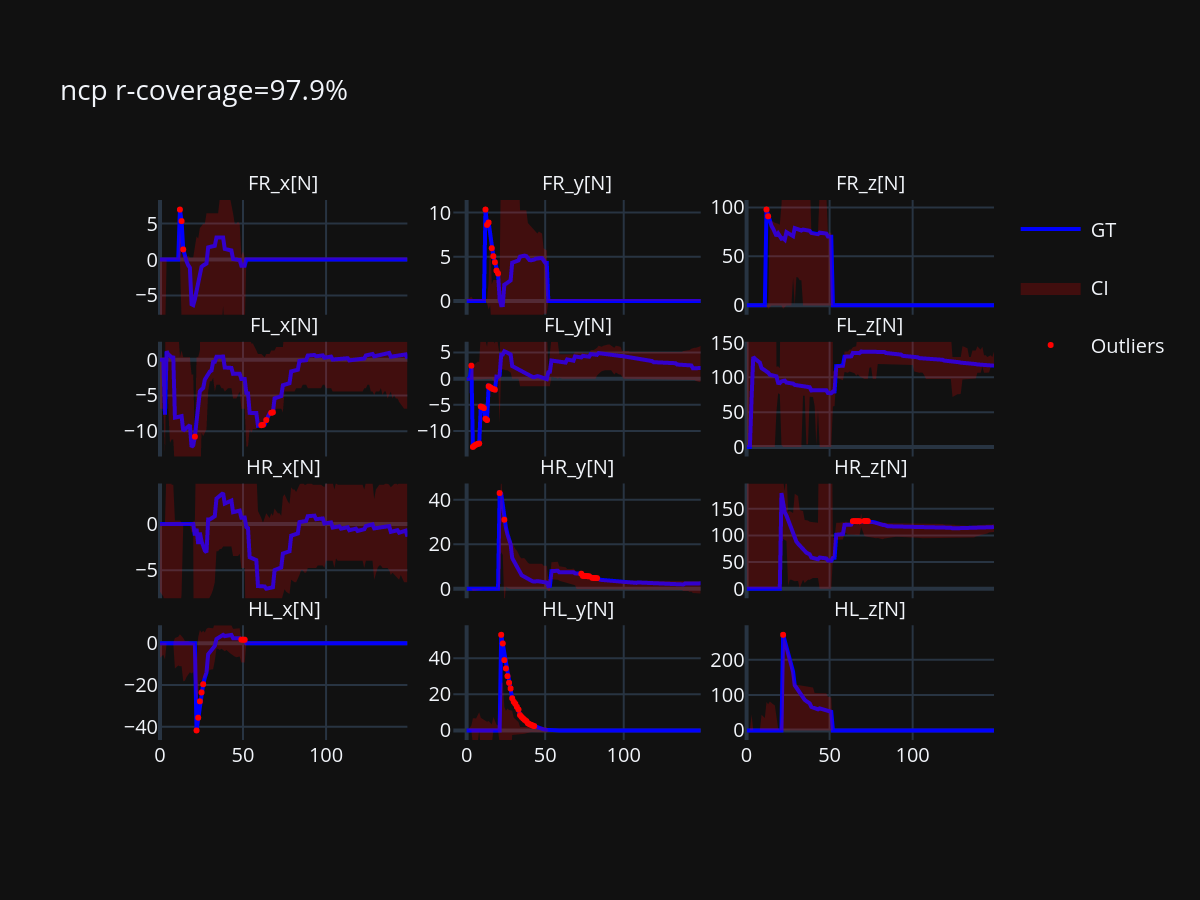 ncp r-coverage=97.9%
FR_x[N] FR_y[N] FR_z[N]
5 10 100
0 5 50
−5 0 0
GT
CI
Outliers
FL_x[N] FL_y[N] FL_z[N]
0 5 150
−5 0 100
−10 −5 50
−10 0
HR_x[N] HR_y[N] HR_z[N]
0 40 150
−5 20 100
0 50
0
HL_x[N] HL_y[N] HL_z[N]
0 40 200
−20 20 100
−40 0 0
0 50 100 0 50 100 0 50 100